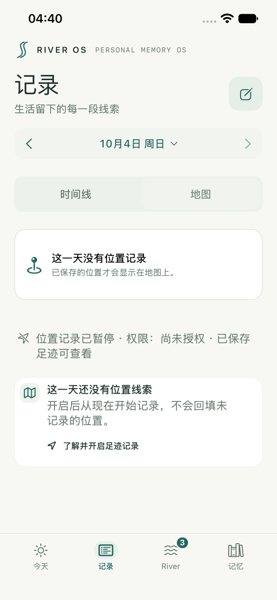 04:40
RIVER OS PERSONAL MEMORY OS
记录
生活留下的每一段线索
10月4日 周日
时间线 地图
这一天没有位置记录
已保存的位置才会显示在地图上。
位置记录已暂停 · 权限：尚未授权 · 已保存
足迹可查看
这一天还没有位置线索
开启后从现在开始记录，不会回填未
记录的位置。
了解并开启足迹记录
3
今天 记录 River 记忆